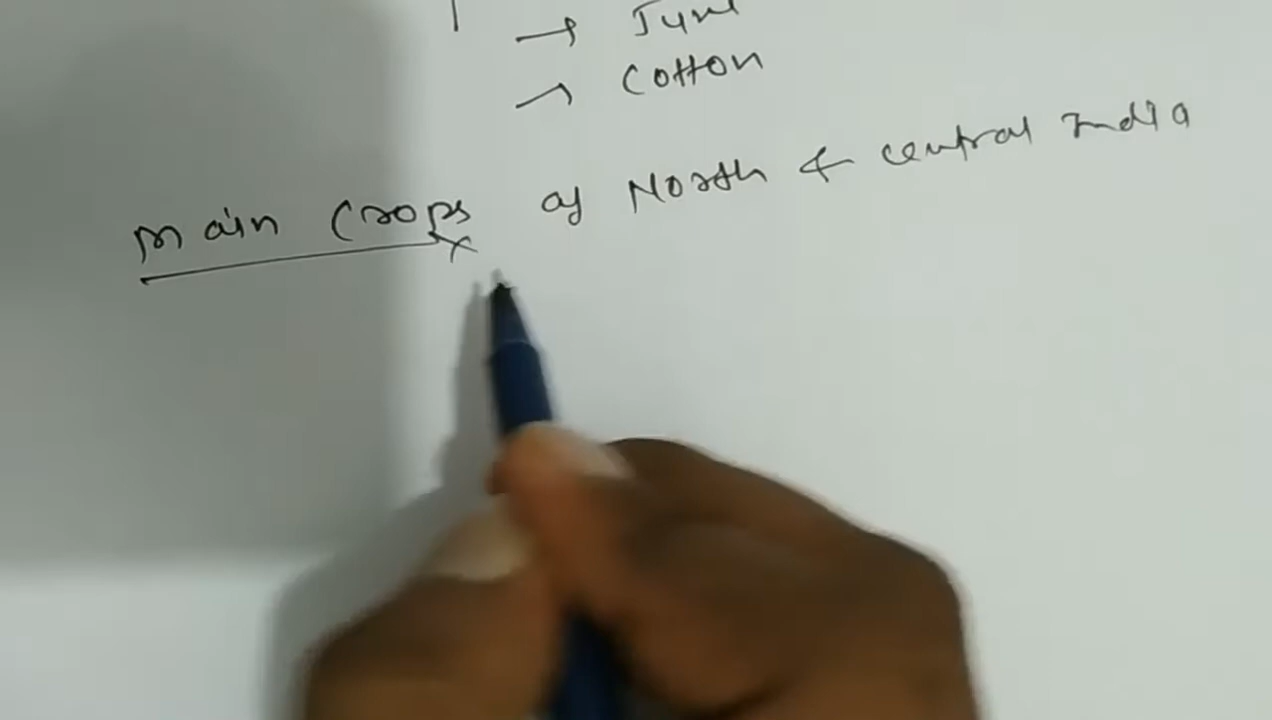 → Jute
→ Cotton
Main Crops of North & central India